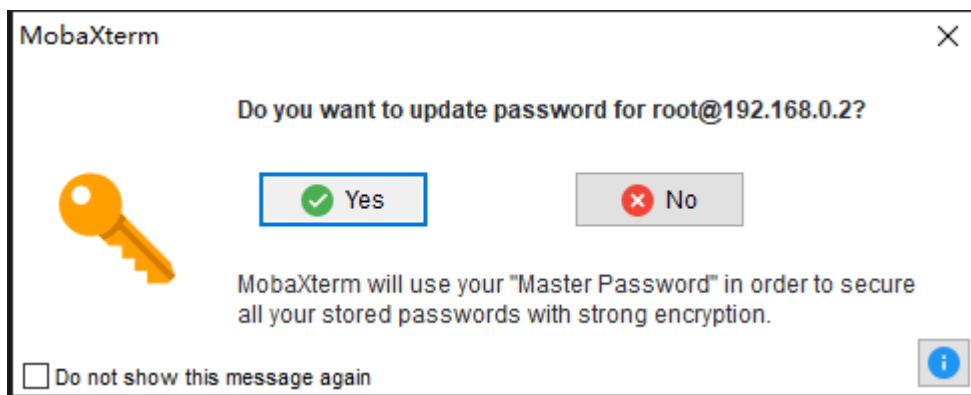 MobaXterm
Do you want to update password for root@192.168.0.2?
Yes
No
MobaXterm will use your "Master Password" in order to secure
all your stored passwords with strong encryption.
Do not show this message again